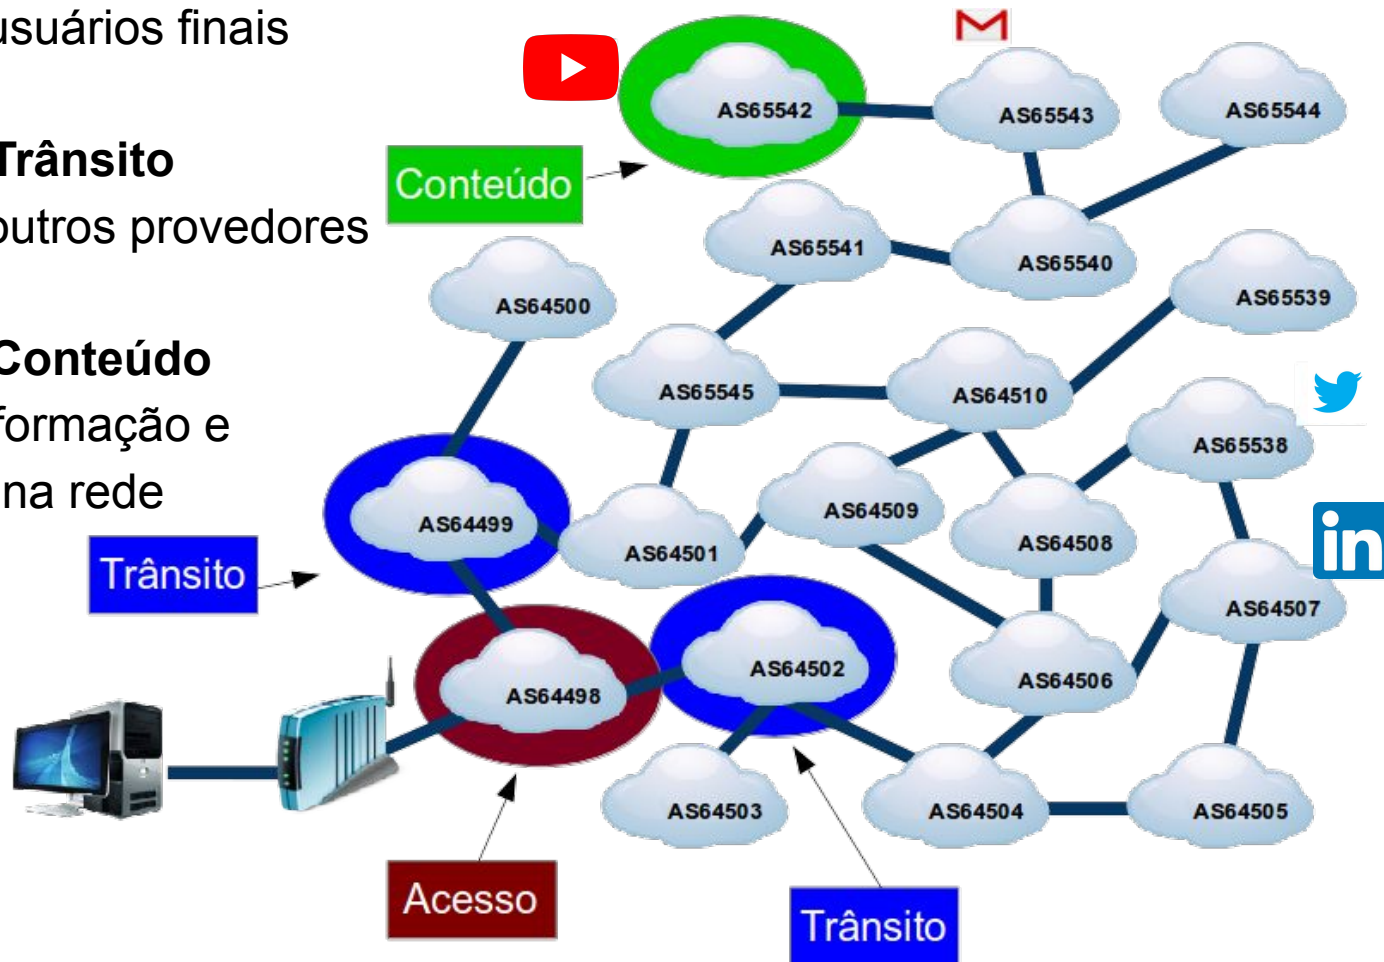 usuários finais
Trânsito
outros provedores
Conteúdo
formação e
na rede
Conteúdo
AS65542
AS65543
AS65544
AS65541
AS65540
AS64500
AS65539
AS65545
AS64510
AS65538
AS64499
AS64501
AS64509
AS64508
Trânsito
in
AS64507
AS64498
AS64502
AS64506
AS64503
AS64504
AS64505
Acesso
Trânsito